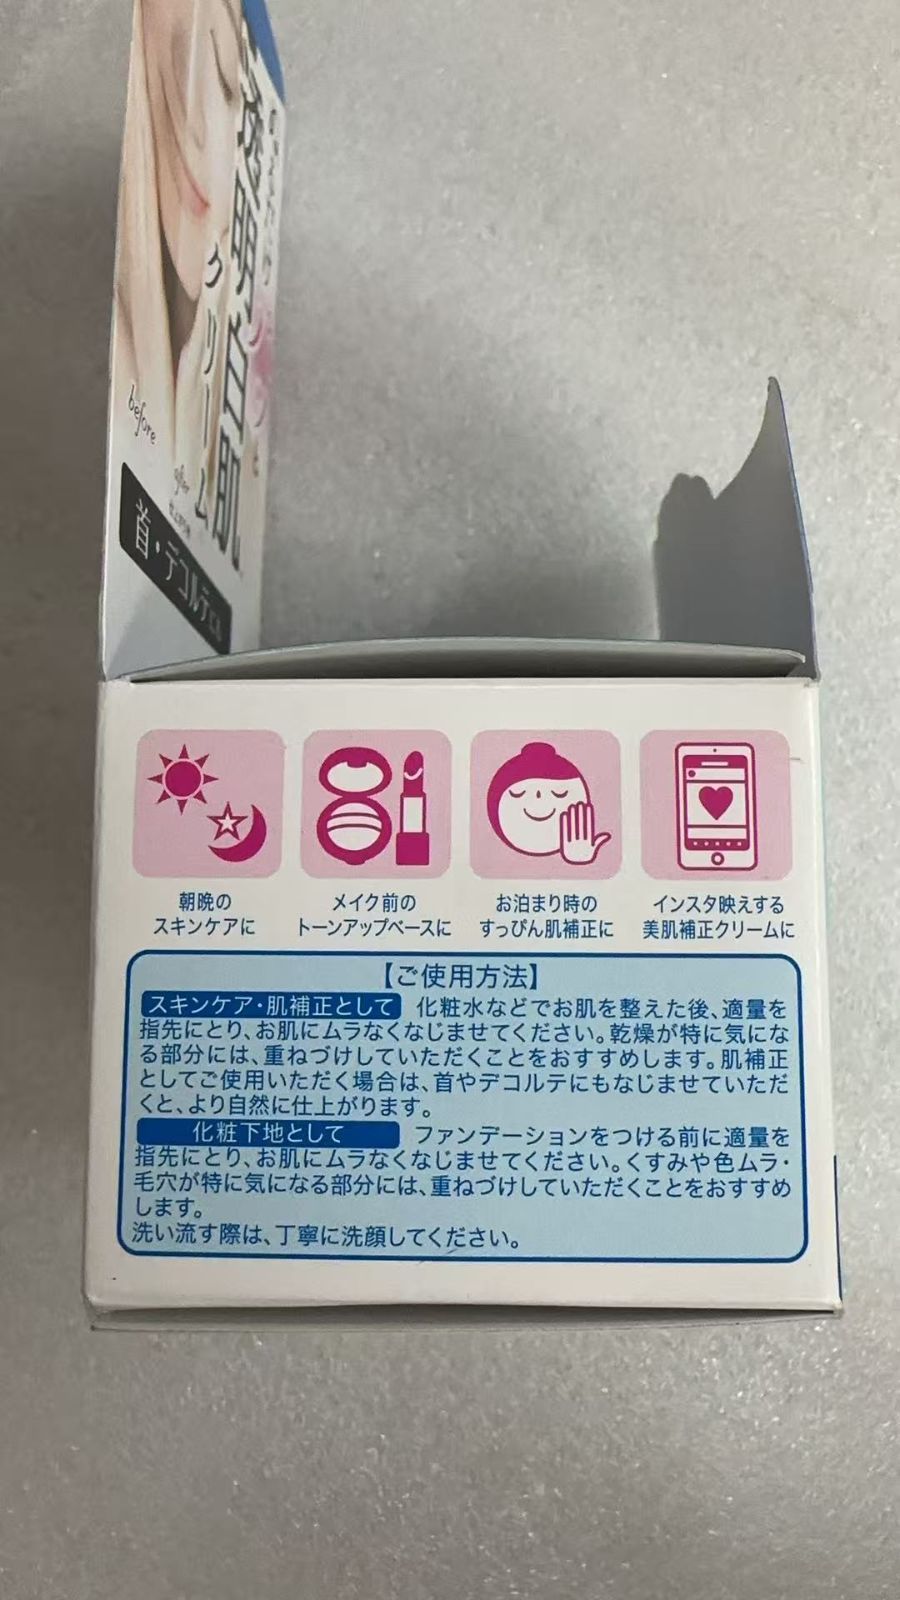 透明白肌
クリーム
before
after
首・デコルテにも
朝晩の
スキンケアに
メイク前の
トーンアップベースに
お泊まり時の
すっぴん肌補正に
インスタ映えする
美肌補正クリームに
【ご使用方法】
スキンケア・肌補正として 化粧水などでお肌を整えた後、適量を
指先にとり、お肌にムラなくなじませてください。乾燥が特に気にな
る部分には、重ねづけしていただくことをおすすめします。肌補正
としてご使用いただく場合は、首やデコルテにもなじませていただ
くと、より自然に仕上がります。
化粧下地として ファンデーションをつける前に適量を
指先にとり、お肌にムラなくなじませてください。くすみや色ムラ・
毛穴が特に気になる部分には、重ねづけしていただくことをおすすめ
します。
洗い流す際は、丁寧に洗顔してください。